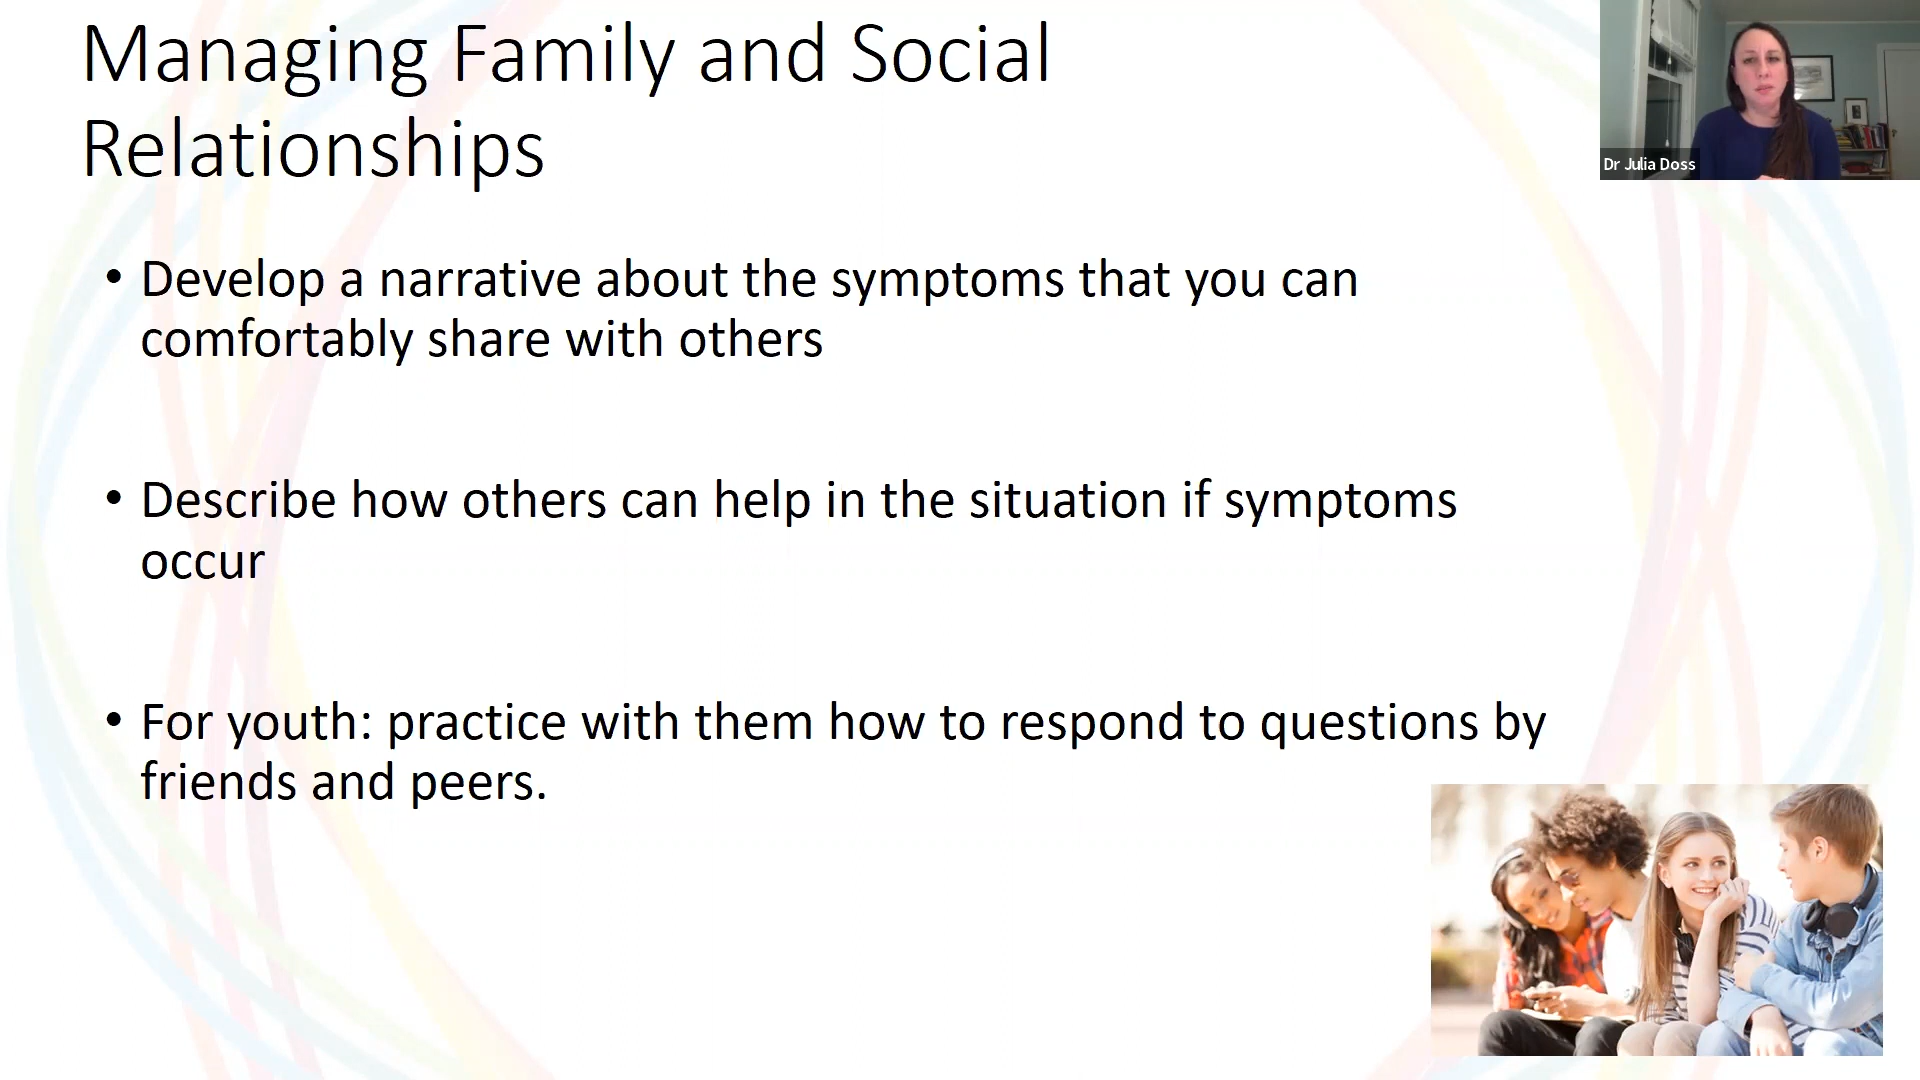 Managing Family and Social
Relationships
Dr Julia Doss
• Develop a narrative about the symptoms that you can
comfortably share with others
• Describe how others can help in the situation if symptoms
occur
• For youth: practice with them how to respond to questions by
friends and peers.